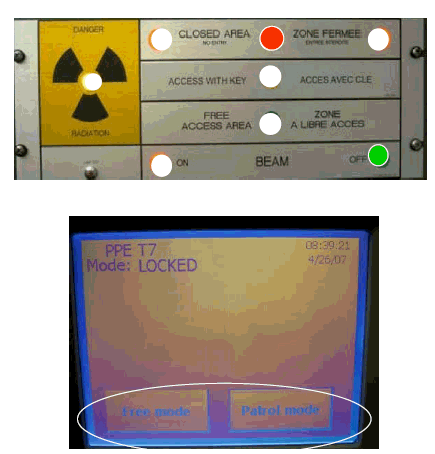 DANGER
RADIATION
CLOSED AREA ZONE FERMEE
NO ENTRY ENTREE INTERDITE
ACCESS WITH KEY ACCES AVEC CLE
FREE ZONE
ACCESS AREA A LIBRE ACCES
ON BEAM OFF
PPE T7 08:39:21
Mode: LOCKED 4/26/07
Free mode Patrol mode